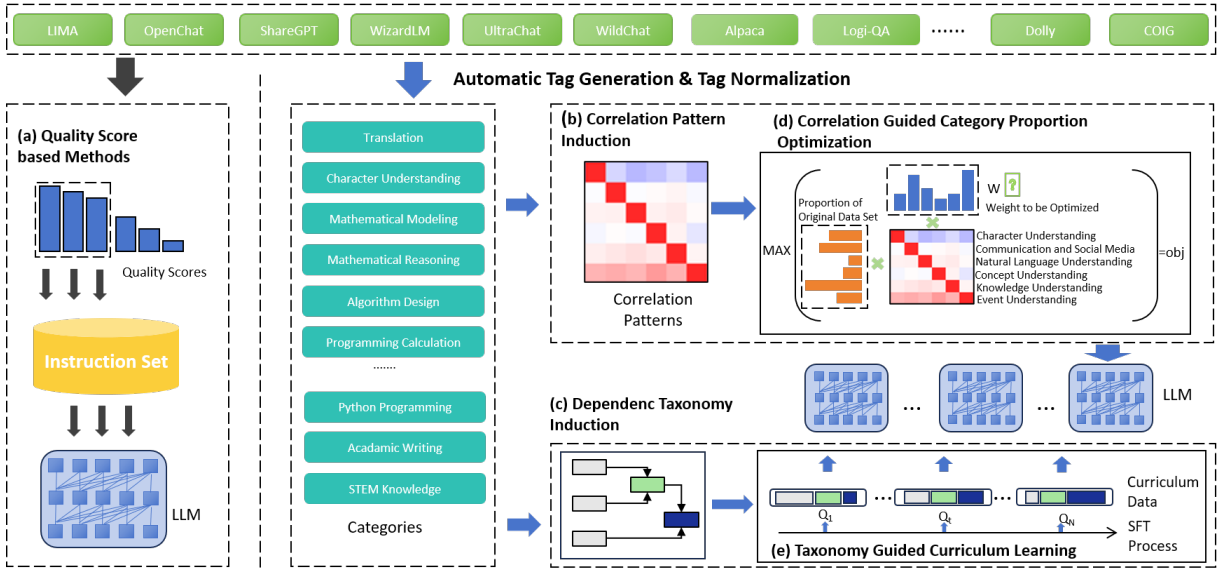 LIMA
OpenChat
ShareGPT
WizardLM
UltraChat
WildChat
Alpaca
Logi-QA
......
Dolly
COIG
Automatic Tag Generation & Tag Normalization
(a) Quality Score
based Methods
Quality Scores
Instruction Set
LLM
Translation
Character Understanding
Mathematical Modeling
Mathematical Reasoning
Algorithm Design
Programming Calculation
.......
Python Programming
Acadamic Writing
STEM Knowledge
Categories
(b) Correlation Pattern
Induction
Correlation
Patterns
(d) Correlation Guided Category Proportion
Optimization
MAX
Proportion of
Original Data Set
W ?
Weight to be Optimized
Character Understanding
Communication and Social Media
Natural Language Understanding
Concept Understanding
Knowledge Understanding
Event Understanding
=obj
... ...
LLM
(c) Dependenc Taxonomy
Induction
... ...
Curriculum
Data
Q1
Qt
QN
SFT
Process
(e) Taxonomy Guided Curriculum Learning